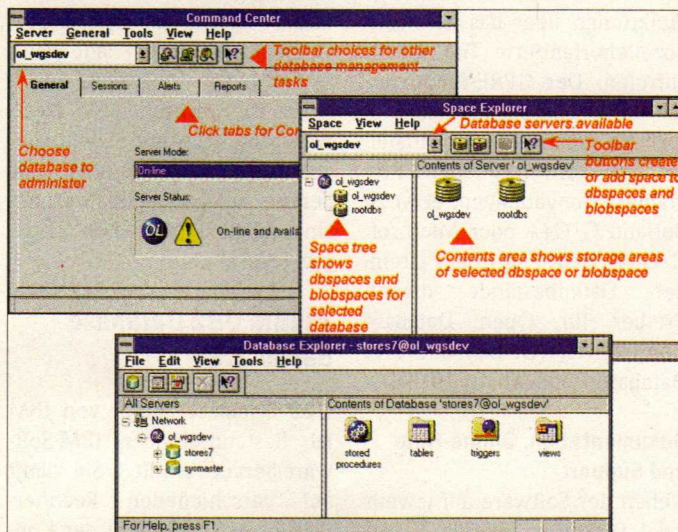 Command Center
Server General Tools View Help
ol_wgsdev
Toolbar choices for other
database management
tasks
General Sessions Alerts Reports
Click tabs for
Choose
database to
administer
Server Mode:
On-line
Server Status:
OL
On-line and
Space Explorer
Space View Help
Database servers available
ol_wgsdev
Toolbar
buttons create
or add space to
dbspaces and
blobspaces
Contents of Server 'ol_wgsdev'
ol_wgsdev
ol_wgsdev
rootdbs
ol_wgsdev
rootdbs
Space tree
shows
dbspaces and
blobspaces for
selected
database
Contents area shows storage areas
of selected dbspace or blobspace
Database Explorer - stores7@ol_wgsdev
File Edit View Tools Help
All Servers
Contents of Database 'stores7@ol_wgsdev'
Network
ol_wgsdev
stores7
sysmaster
stored
procedures
tables
triggers
views
For Help, press F1.